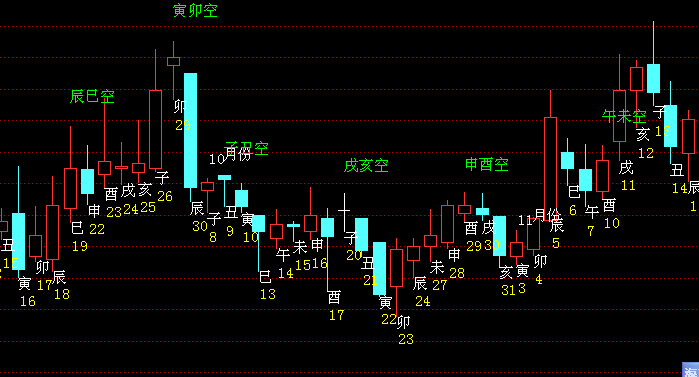 寅卯空
辰巳空
子丑空
10月份
戌亥空
申酉空
午未空
11月份
丑
寅
16
卯
17
辰
18
巳
19
申
22
酉
23
戌
24
亥
25
子
26
卯
29
辰
30
子
8
丑
9
寅
10
巳
13
午
14
未
15
申
16
酉
17
子
20
丑
21
寅
22
卯
23
辰
24
未
27
申
28
酉
29
戌
30
亥
31
寅
3
卯
4
辰
5
巳
6
午
7
酉
10
戌
11
亥
12
子
丑
14
辰
1